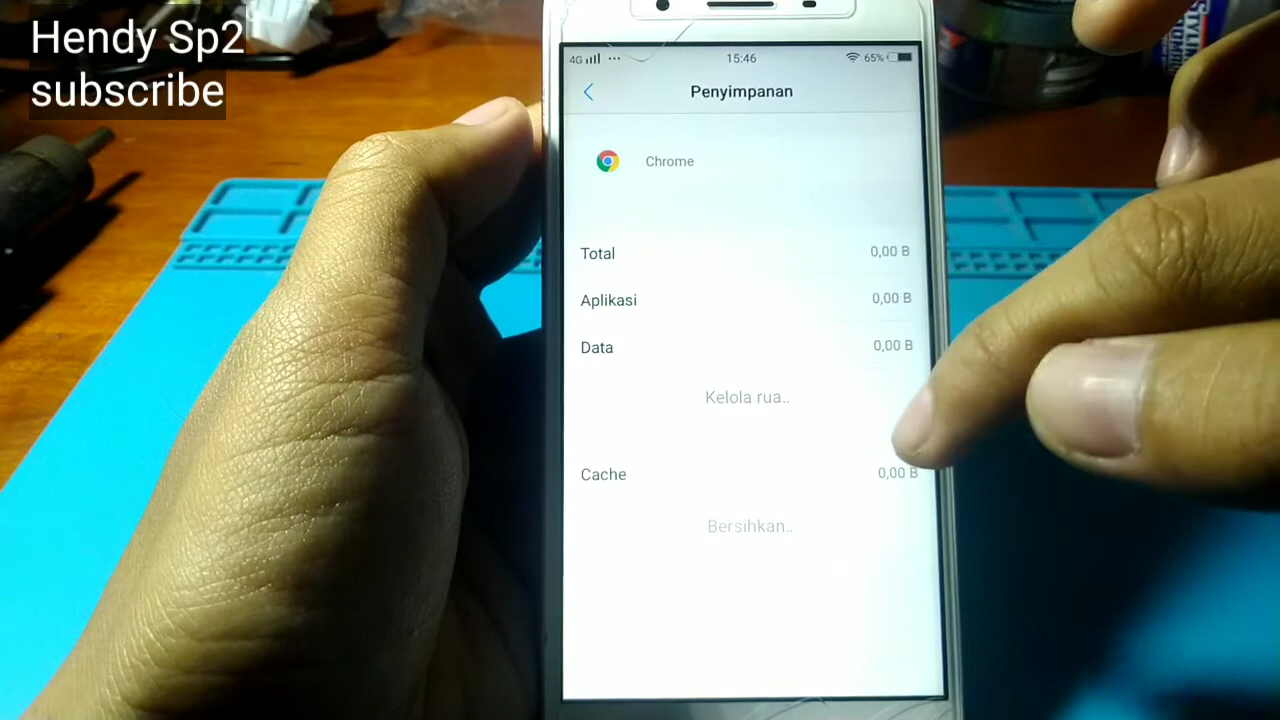 Hendy Sp2
subscribe
4G 15:46 65%
Penyimpanan
Chrome
Total 0,00 B
Aplikasi 0,00 B
Data 0,00 B
Kelola rua..
Cache 0,00 B
Bersihkan..